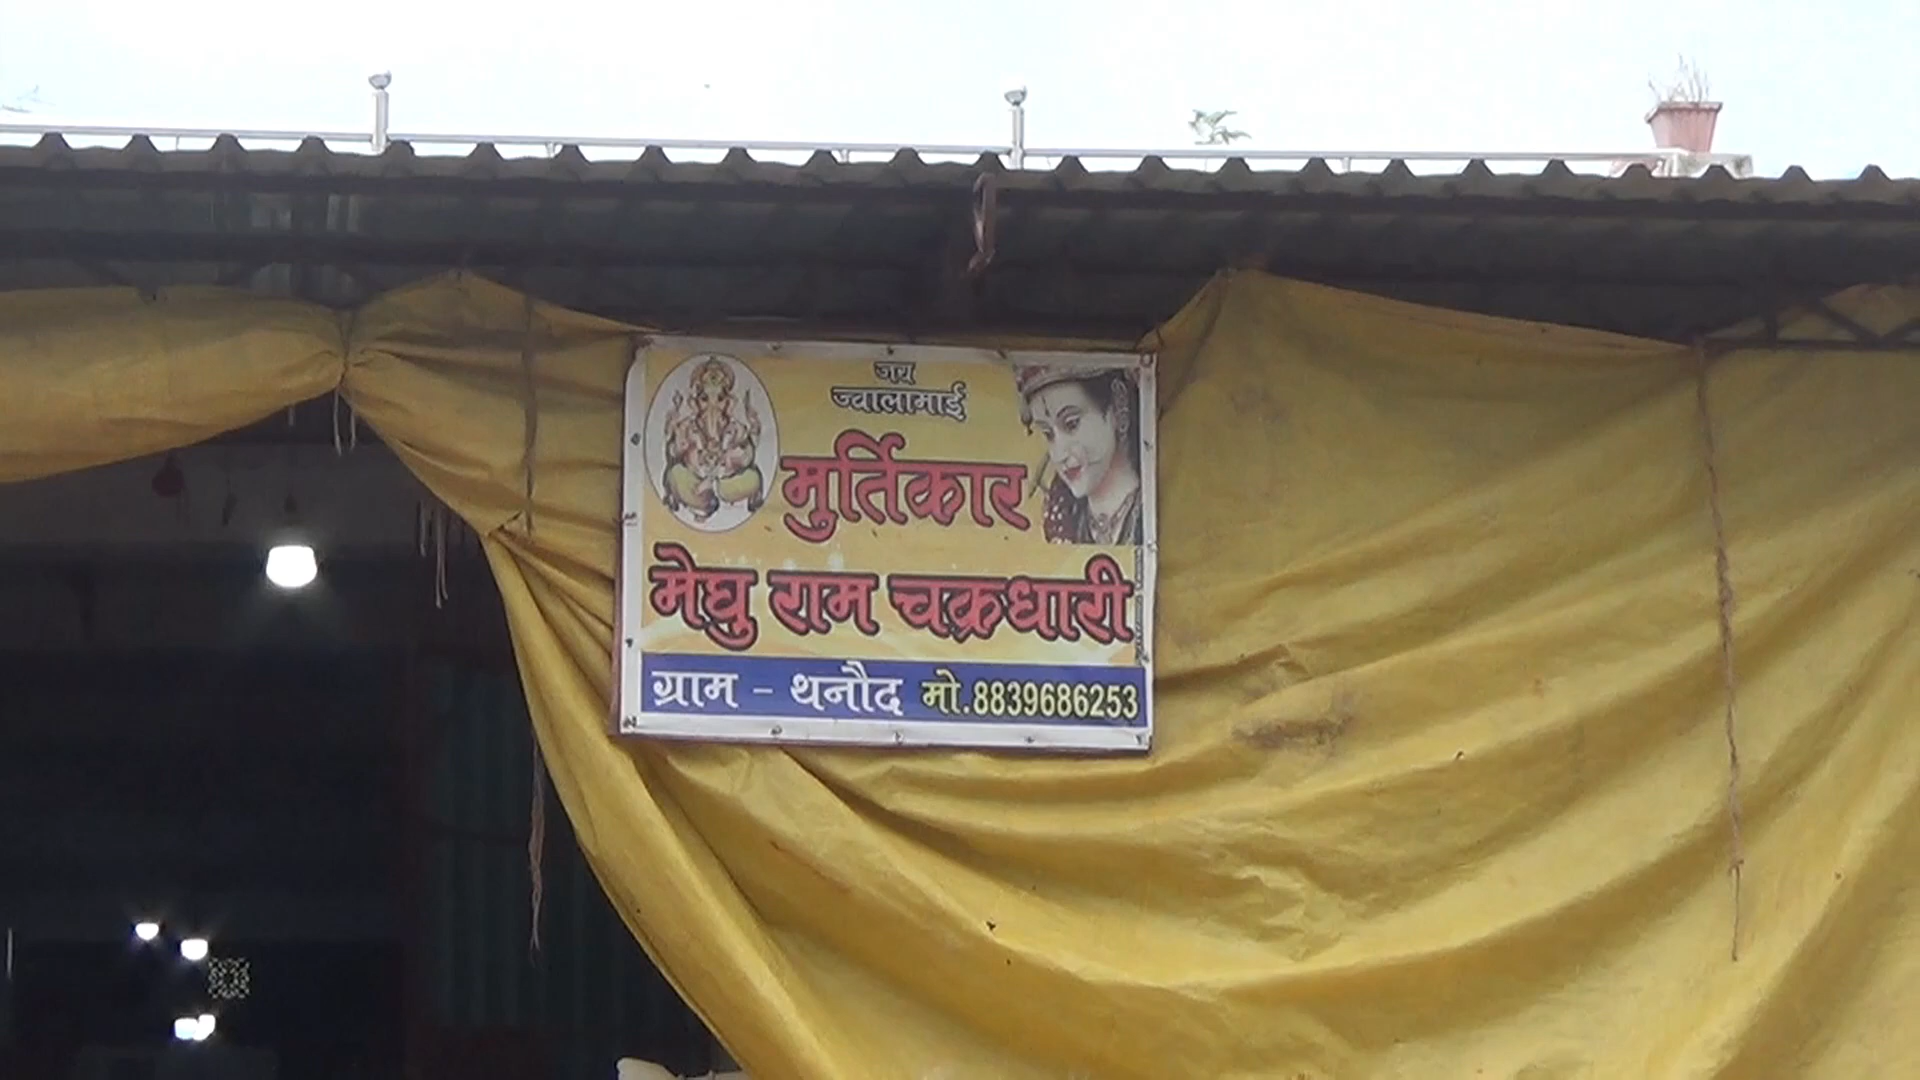 जय
ज्वालामाई
मुर्तिकार
मेघु राम चक्रधारी
ग्राम - थनौद मो.8839686253